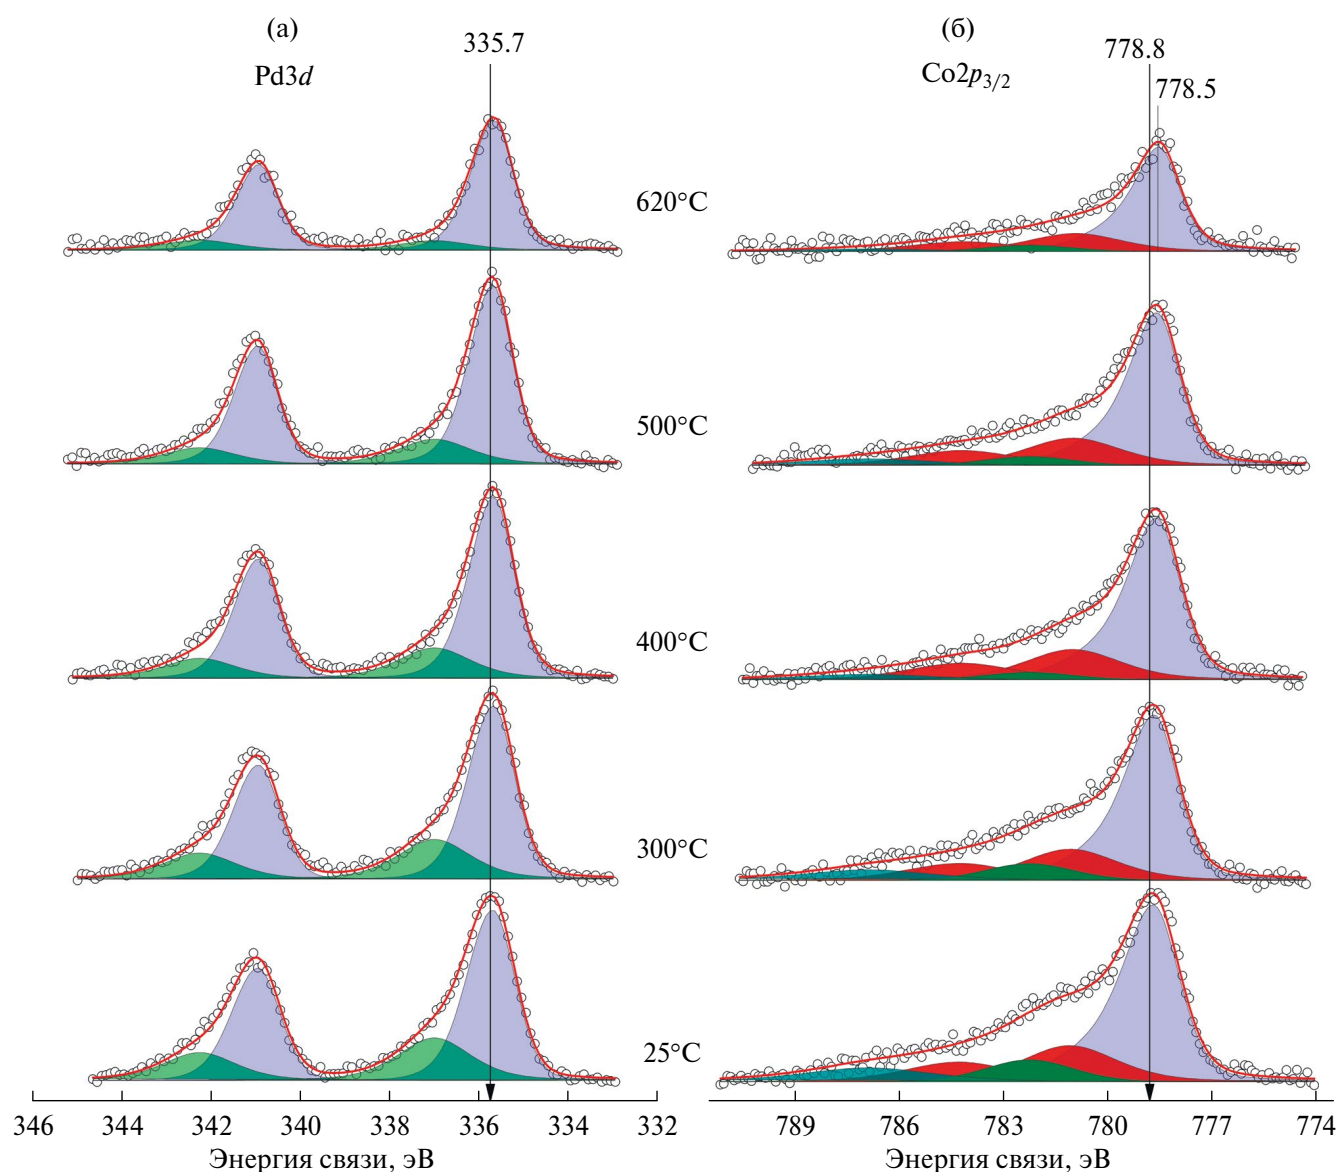 (а)
(б)
335.7
778.8
Pd3d
Co2p3/2
778.5
620°C
500°C
400°C
300°C
25°C
346 344 342 340 338 336 334 332
789 786 783 780 777 774
Энергия связи, эВ
Энергия связи, эВ